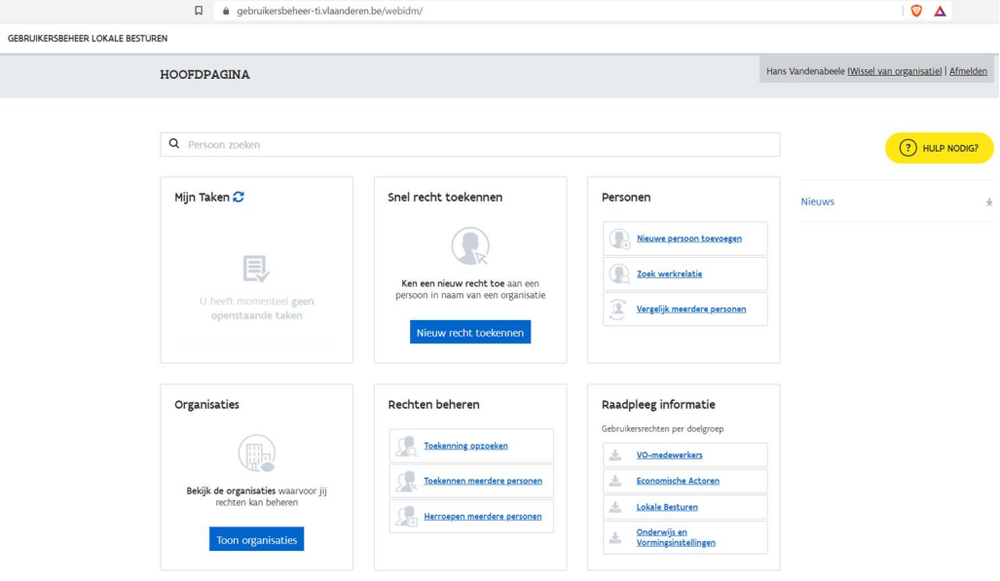 gebruikersbeheer-ti.vlaanderen.be/webidm/
GEBRUIKERSBEHEER LOKALE BESTUREN
HOOFDPAGINA
Hans Vandenabeele (Wissel van organisatie) | Afmelden
Persoon zoeken
? HULP NODIG?
Nieuws
Mijn Taken
U heeft momenteel geen
openstaande taken
Snel recht toekennen
Ken een nieuw recht toe aan een
persoon in naam van een organisatie
Nieuw recht toekennen
Personen
Nieuwe persoon toevoegen
Zoek werkrelatie
Vergelijk meerdere personen
Organisaties
Bekijk de organisaties waarvoor jij
rechten kan beheren
Toon organisaties
Rechten beheren
Toekenning opzoeken
Toekennen meerdere personen
Herroepen meerdere personen
Raadpleeg informatie
Gebruikersrechten per doelgroep
VO-medewerkers
Economische Actoren
Lokale Besturen
Onderwijs en
Vormingsinstellingen